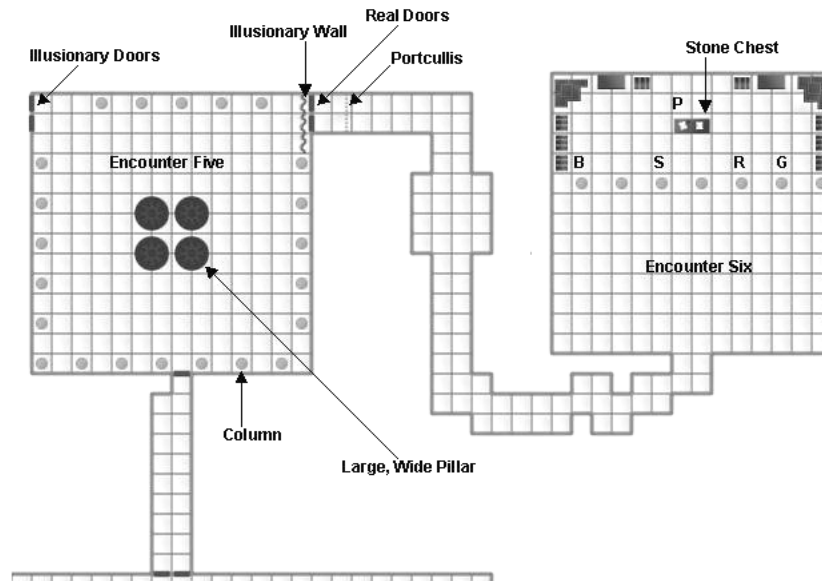 Real Doors
Illusionary Wall
Stone Chest
Illusionary Doors
Portcullis
P
Encounter Five
B
S
R
G
Encounter Six
Column
Large, Wide Pillar